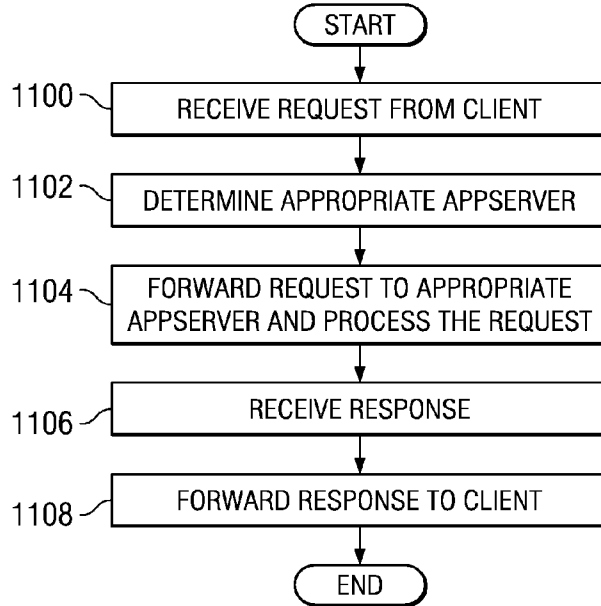 START
1100
RECEIVE REQUEST FROM CLIENT
1102
DETERMINE APPROPRIATE APPSERVER
1104
FORWARD REQUEST TO APPROPRIATE
APPSERVER AND PROCESS THE REQUEST
1106
RECEIVE RESPONSE
1108
FORWARD RESPONSE TO CLIENT
END